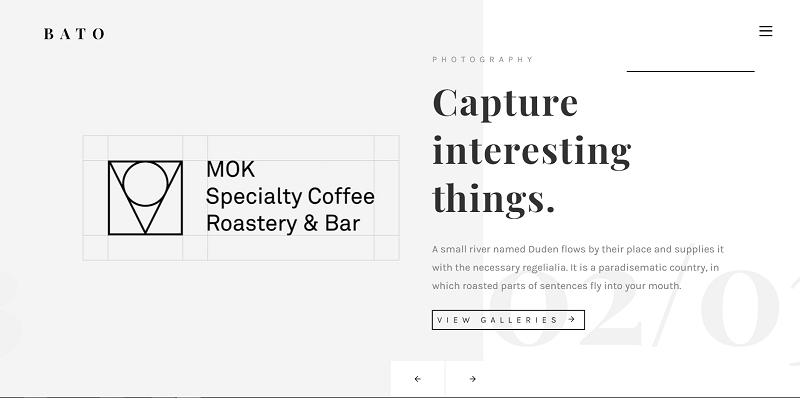 BATO
PHOTOGRAPHY
Capture
interesting
things.
MOK
Specialty Coffee
Roastery & Bar
A small river named Duden flows by their place and supplies it
with the necessary regelialia. It is a paradisematic country, in
which roasted parts of sentences fly into your mouth.
VIEW GALLERIES →
02/0
← →